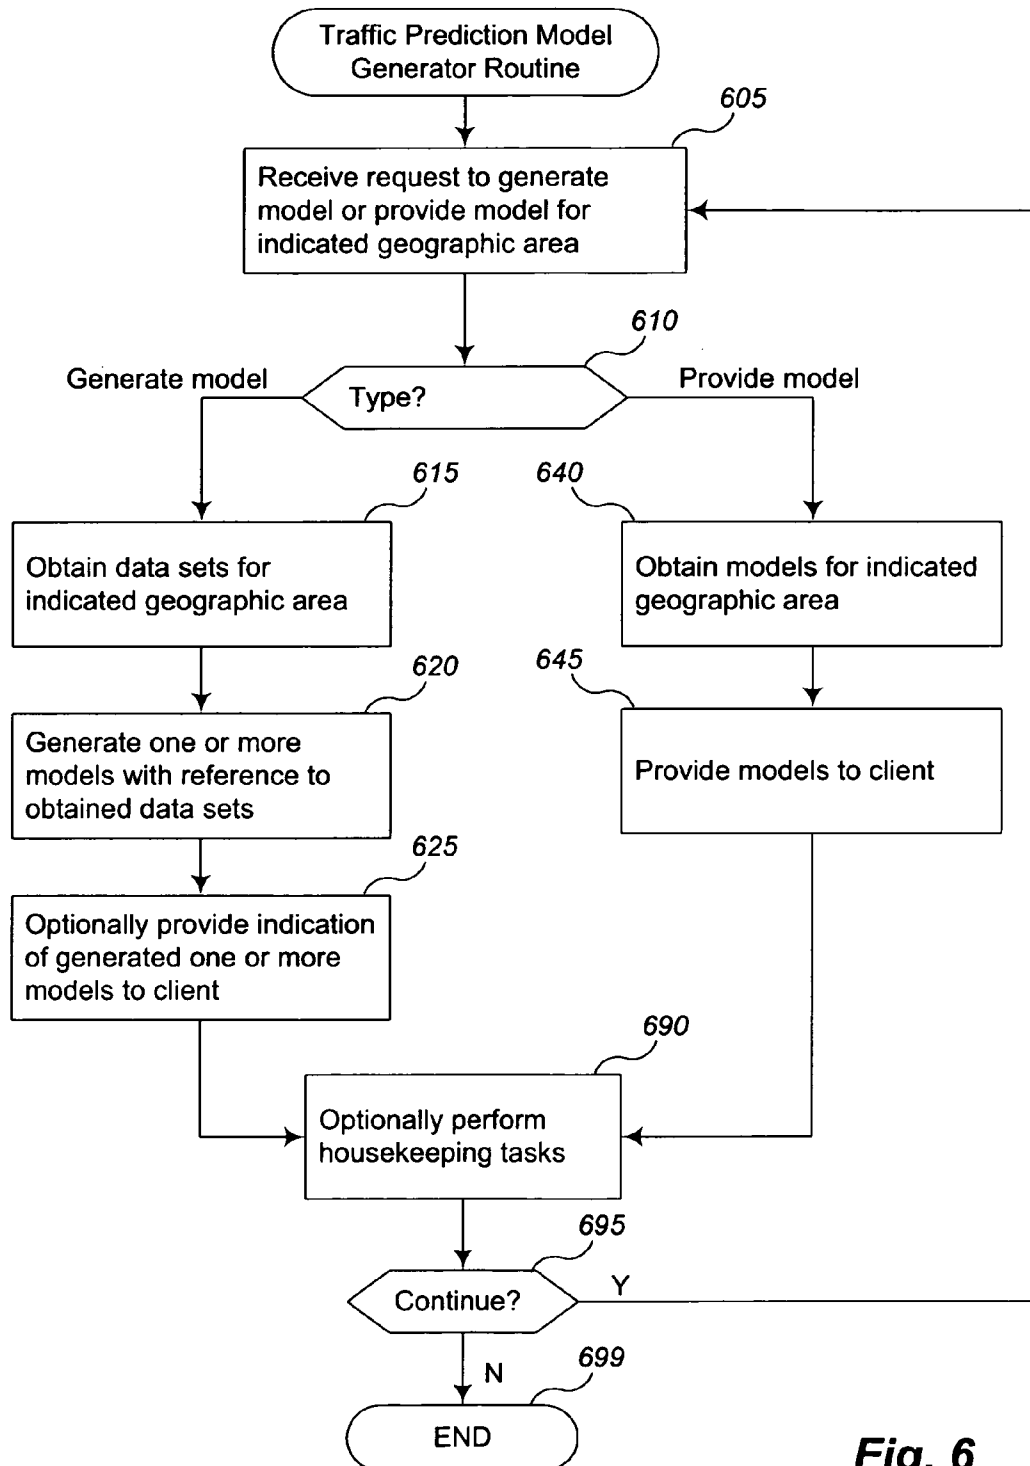 Traffic Prediction Model
Generator Routine
605
Receive request to generate
model or provide model for
indicated geographic area
610
Generate model
Type?
Provide model
615
640
Obtain data sets for
indicated geographic area
Obtain models for indicated
geographic area
620
645
Generate one or more
models with reference to
obtained data sets
Provide models to client
625
Optionally provide indication
of generated one or more
models to client
690
Optionally perform
housekeeping tasks
695
Continue?
Y
N
699
END
Fig. 6